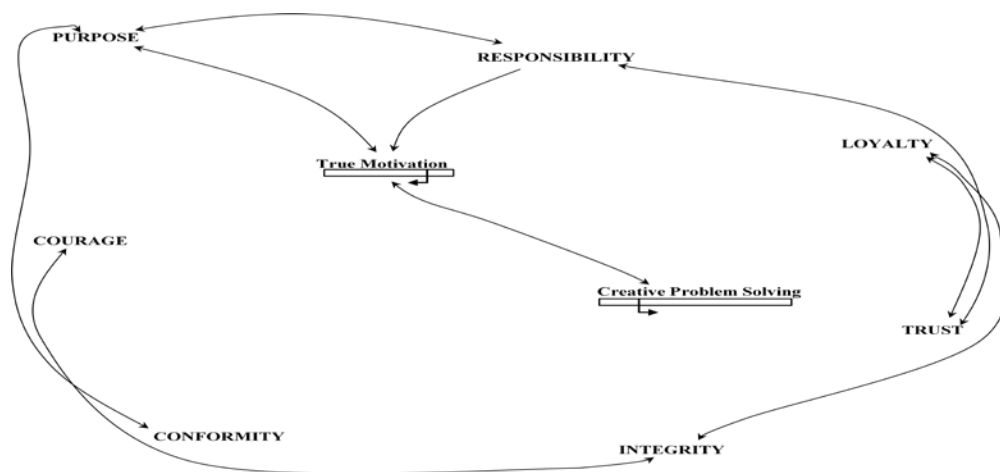 PURPOSE
RESPONSIBILITY
LOYALTY
True Motivation
COURAGE
Creative Problem Solving
TRUST
CONFORMITY
INTEGRITY